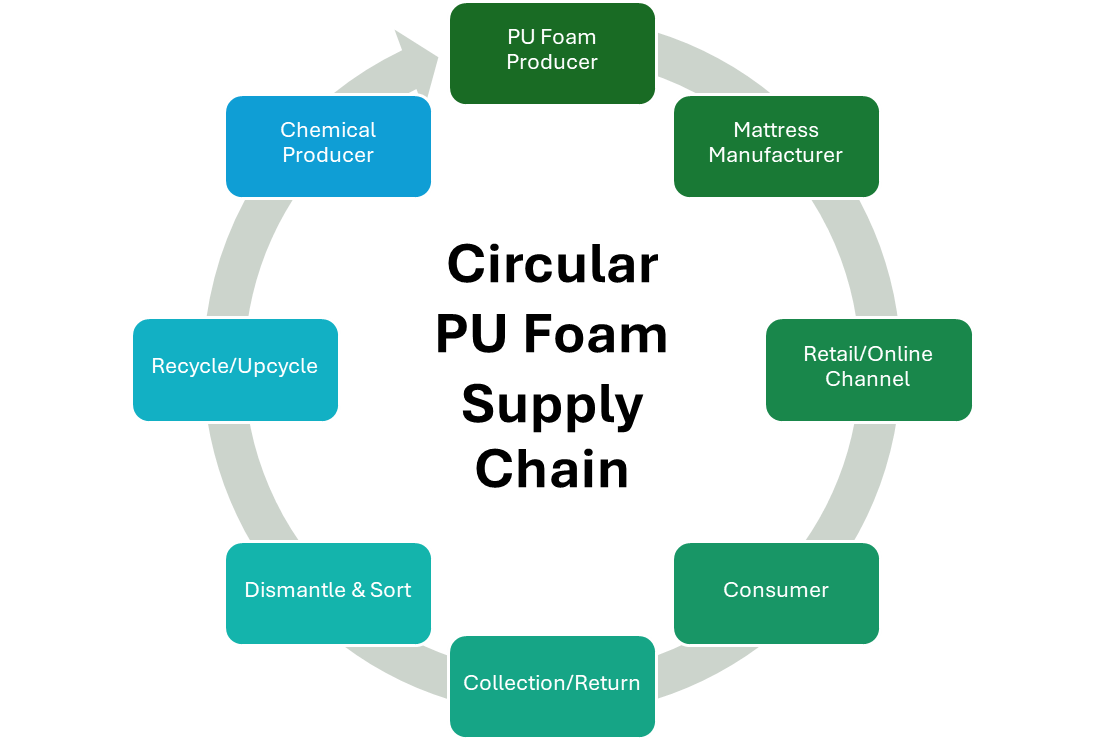 PU Foam
Producer
Mattress
Manufacturer
Retail/Online
Channel
Consumer
Collection/Return
Dismantle & Sort
Recycle/Upcycle
Chemical
Producer
Circular
PU Foam
Supply
Chain